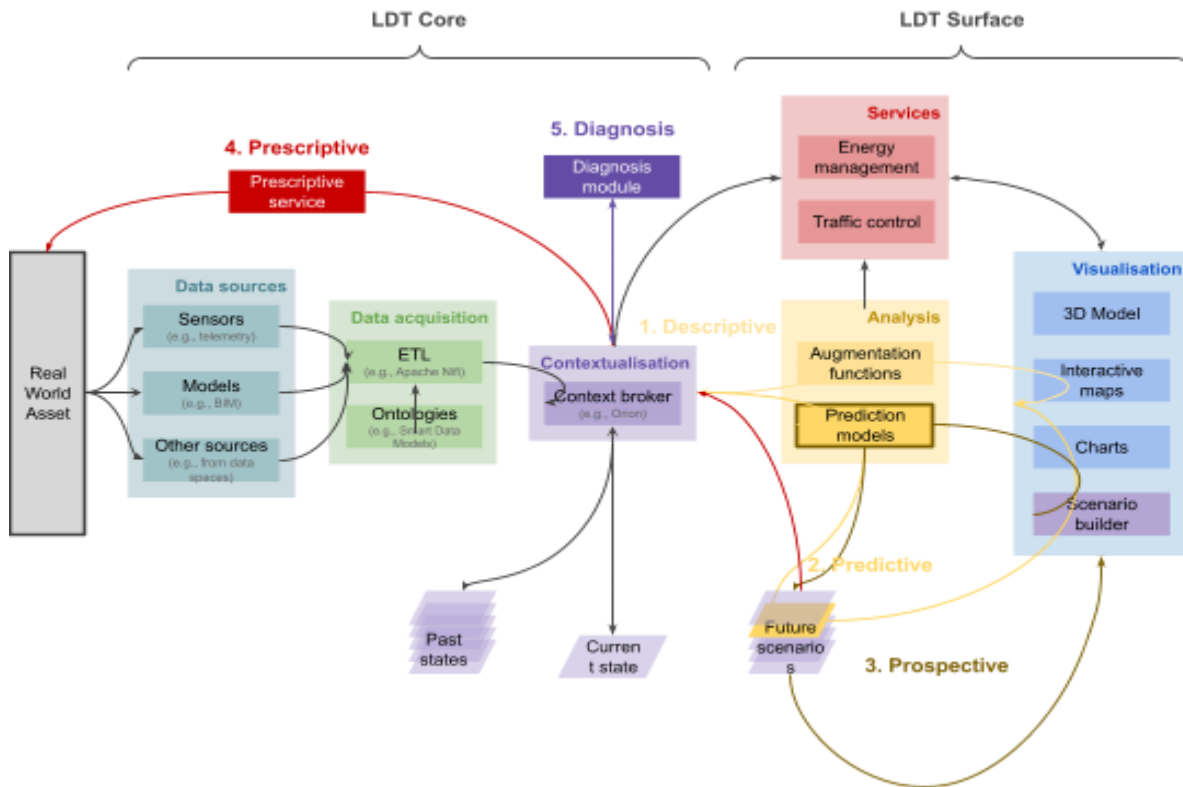 LDT Core
LDT Surface
4. Prescriptive
Prescriptive
service
5. Diagnosis
Diagnosis
module
Services
Energy
management
Traffic control
Real
World
Asset
Data sources
Sensors
(e.g., telemetry)
Models
(e.g., BIM)
Other sources
(e.g., from data
spaces)
Data acquisition
ETL
(e.g., Apache Nifi)
Ontologies
(e.g., Smart Data
Models)
Contextualisation
Context broker
(e.g., Orion)
1. Descriptive
Analysis
Augmentation
functions
Prediction
models
Visualisation
3D Model
Interactive
maps
Charts
Scenario
builder
2. Predictive
Past
states
Curren
t state
Future
scenario
s
3. Prospective